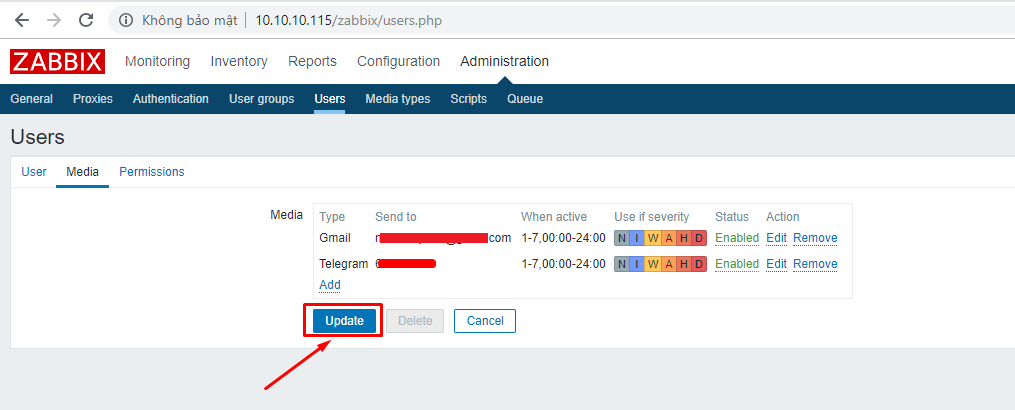 Không bảo mật | 10.10.10.115/zabbix/users.php
ZABBIX Monitoring Inventory Reports Configuration Administration
General Proxies Authentication User groups Users Media types Scripts Queue
Users
User Media Permissions
Media Type Send to When active Use if severity Status Action
Gmail .com 1-7,00:00-24:00 N I W A H D Enabled Edit Remove
Telegram 1-7,00:00-24:00 N I W A H D Enabled Edit Remove
Add
Update Delete Cancel